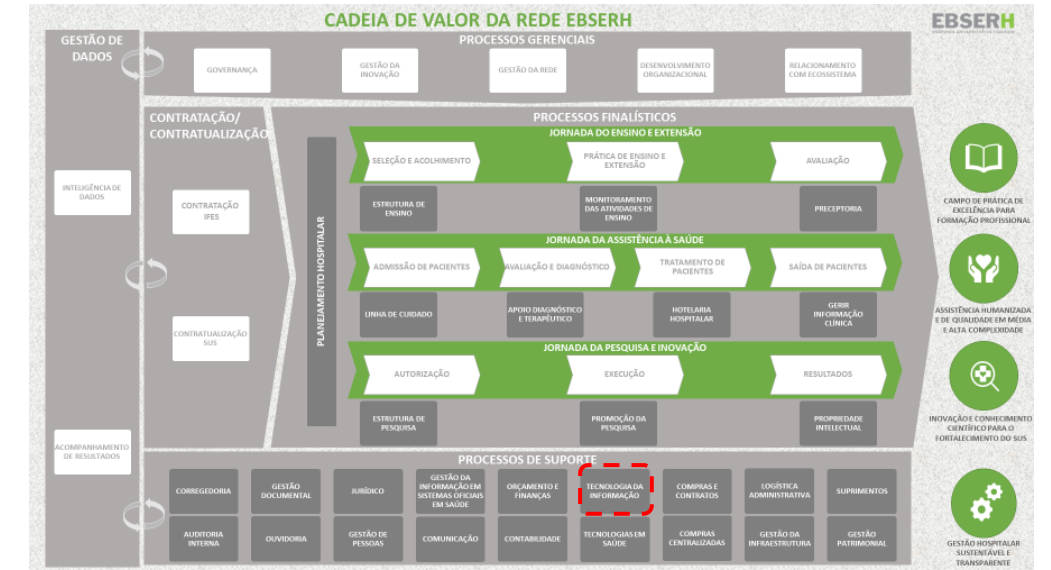 CADEIA DE VALOR DA REDE EBSERH
EBSERH
GESTÃO DE
DADOS
PROCESSOS GERENCIAIS
GOVERNANÇA
GESTÃO DA
INOVAÇÃO
GESTÃO DA REDE
DESENVOLVIMENTO
ORGANIZACIONAL
RELACIONAMENTO
COM ECOSSISTEMA
INTELIGÊNCIA DE
DADOS
ACOMPANHAMENTO
DE RESULTADOS
CONTRATAÇÃO/
CONTRATUALIZAÇÃO
CONTRATAÇÃO
IFES
CONTRATUALIZAÇÃO
SUS
PROCESSOS FINALÍSTICOS
PLANEJAMENTO HOSPITALAR
JORNADA DO ENSINO E EXTENSÃO
SELEÇÃO E ACOLHIMENTO
PRÁTICA DE ENSINO E
EXTENSÃO
AVALIAÇÃO
ESTRUTURA DE
ENSINO
MONITORAMENTO
DAS ATIVIDADES DE
ENSINO
PRECEPTORIA
JORNADA DA ASSISTÊNCIA À SAÚDE
ADMISSÃO DE PACIENTES
AVALIAÇÃO E DIAGNÓSTICO
TRATAMENTO DE
PACIENTES
SAÍDA DE PACIENTES
LINHA DE CUIDADO
APOIO DIAGNÓSTICO
E TERAPÊUTICO
HOTELARIA
HOSPITALAR
GERIR
INFORMAÇÃO
CLÍNICA
JORNADA DA PESQUISA E INOVAÇÃO
AUTORIZAÇÃO
EXECUÇÃO
RESULTADOS
ESTRUTURA DE
PESQUISA
PROMOÇÃO DA
PESQUISA
PROPRIEDADE
INTELECTUAL
CAMPO DE PRÁTICA DE
EXCELÊNCIA PARA
FORMAÇÃO PROFISSIONAL
ASSISTÊNCIA HUMANIZADA
E DE QUALIDADE EM MÉDIA
E ALTA COMPLEXIDADE
INOVAÇÃO E CONHECIMENTO
CIENTÍFICO PARA O
FORTALECIMENTO DO SUS
GESTÃO HOSPITALAR
SUSTENTÁVEL E
TRANSPARENTE
PROCESSOS DE SUPORTE
CORREGEDORIA
GESTÃO
DOCUMENTAL
JURÍDICO
GESTÃO DA
INFORMAÇÃO EM
SISTEMAS OFICIAIS
EM SAÚDE
ORÇAMENTO E
FINANÇAS
TECNOLOGIA DA
INFORMAÇÃO
COMPRAS E
CONTRATOS
LOGÍSTICA
ADMINISTRATIVA
SUPRIMENTOS
AUDITORIA
INTERNA
OUVIDORIA
GESTÃO DE
PESSOAS
COMUNICAÇÃO
CONTABILIDADE
TECNOLOGIAS EM
SAÚDE
COMPRAS
CENTRALIZADAS
GESTÃO DA
INFRAESTRUTURA
GESTÃO
PATRIMONIAL